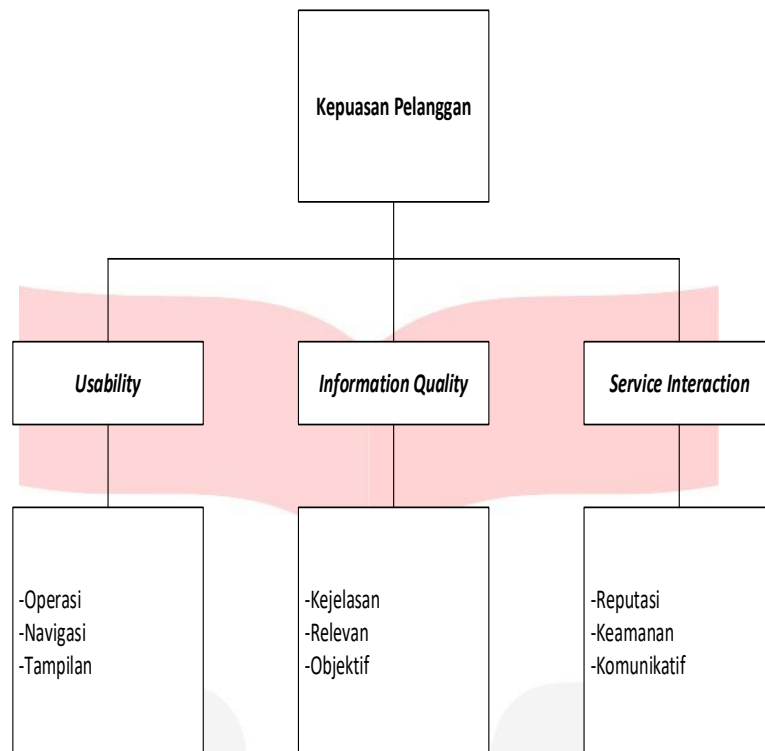 Kepuasan Pelanggan
Usability
Information Quality
Service Interaction
-Operasi
-Navigasi
-Tampilan
-Kejelasan
-Relevan
-Objektif
-Reputasi
-Keamanan
-Komunikatif